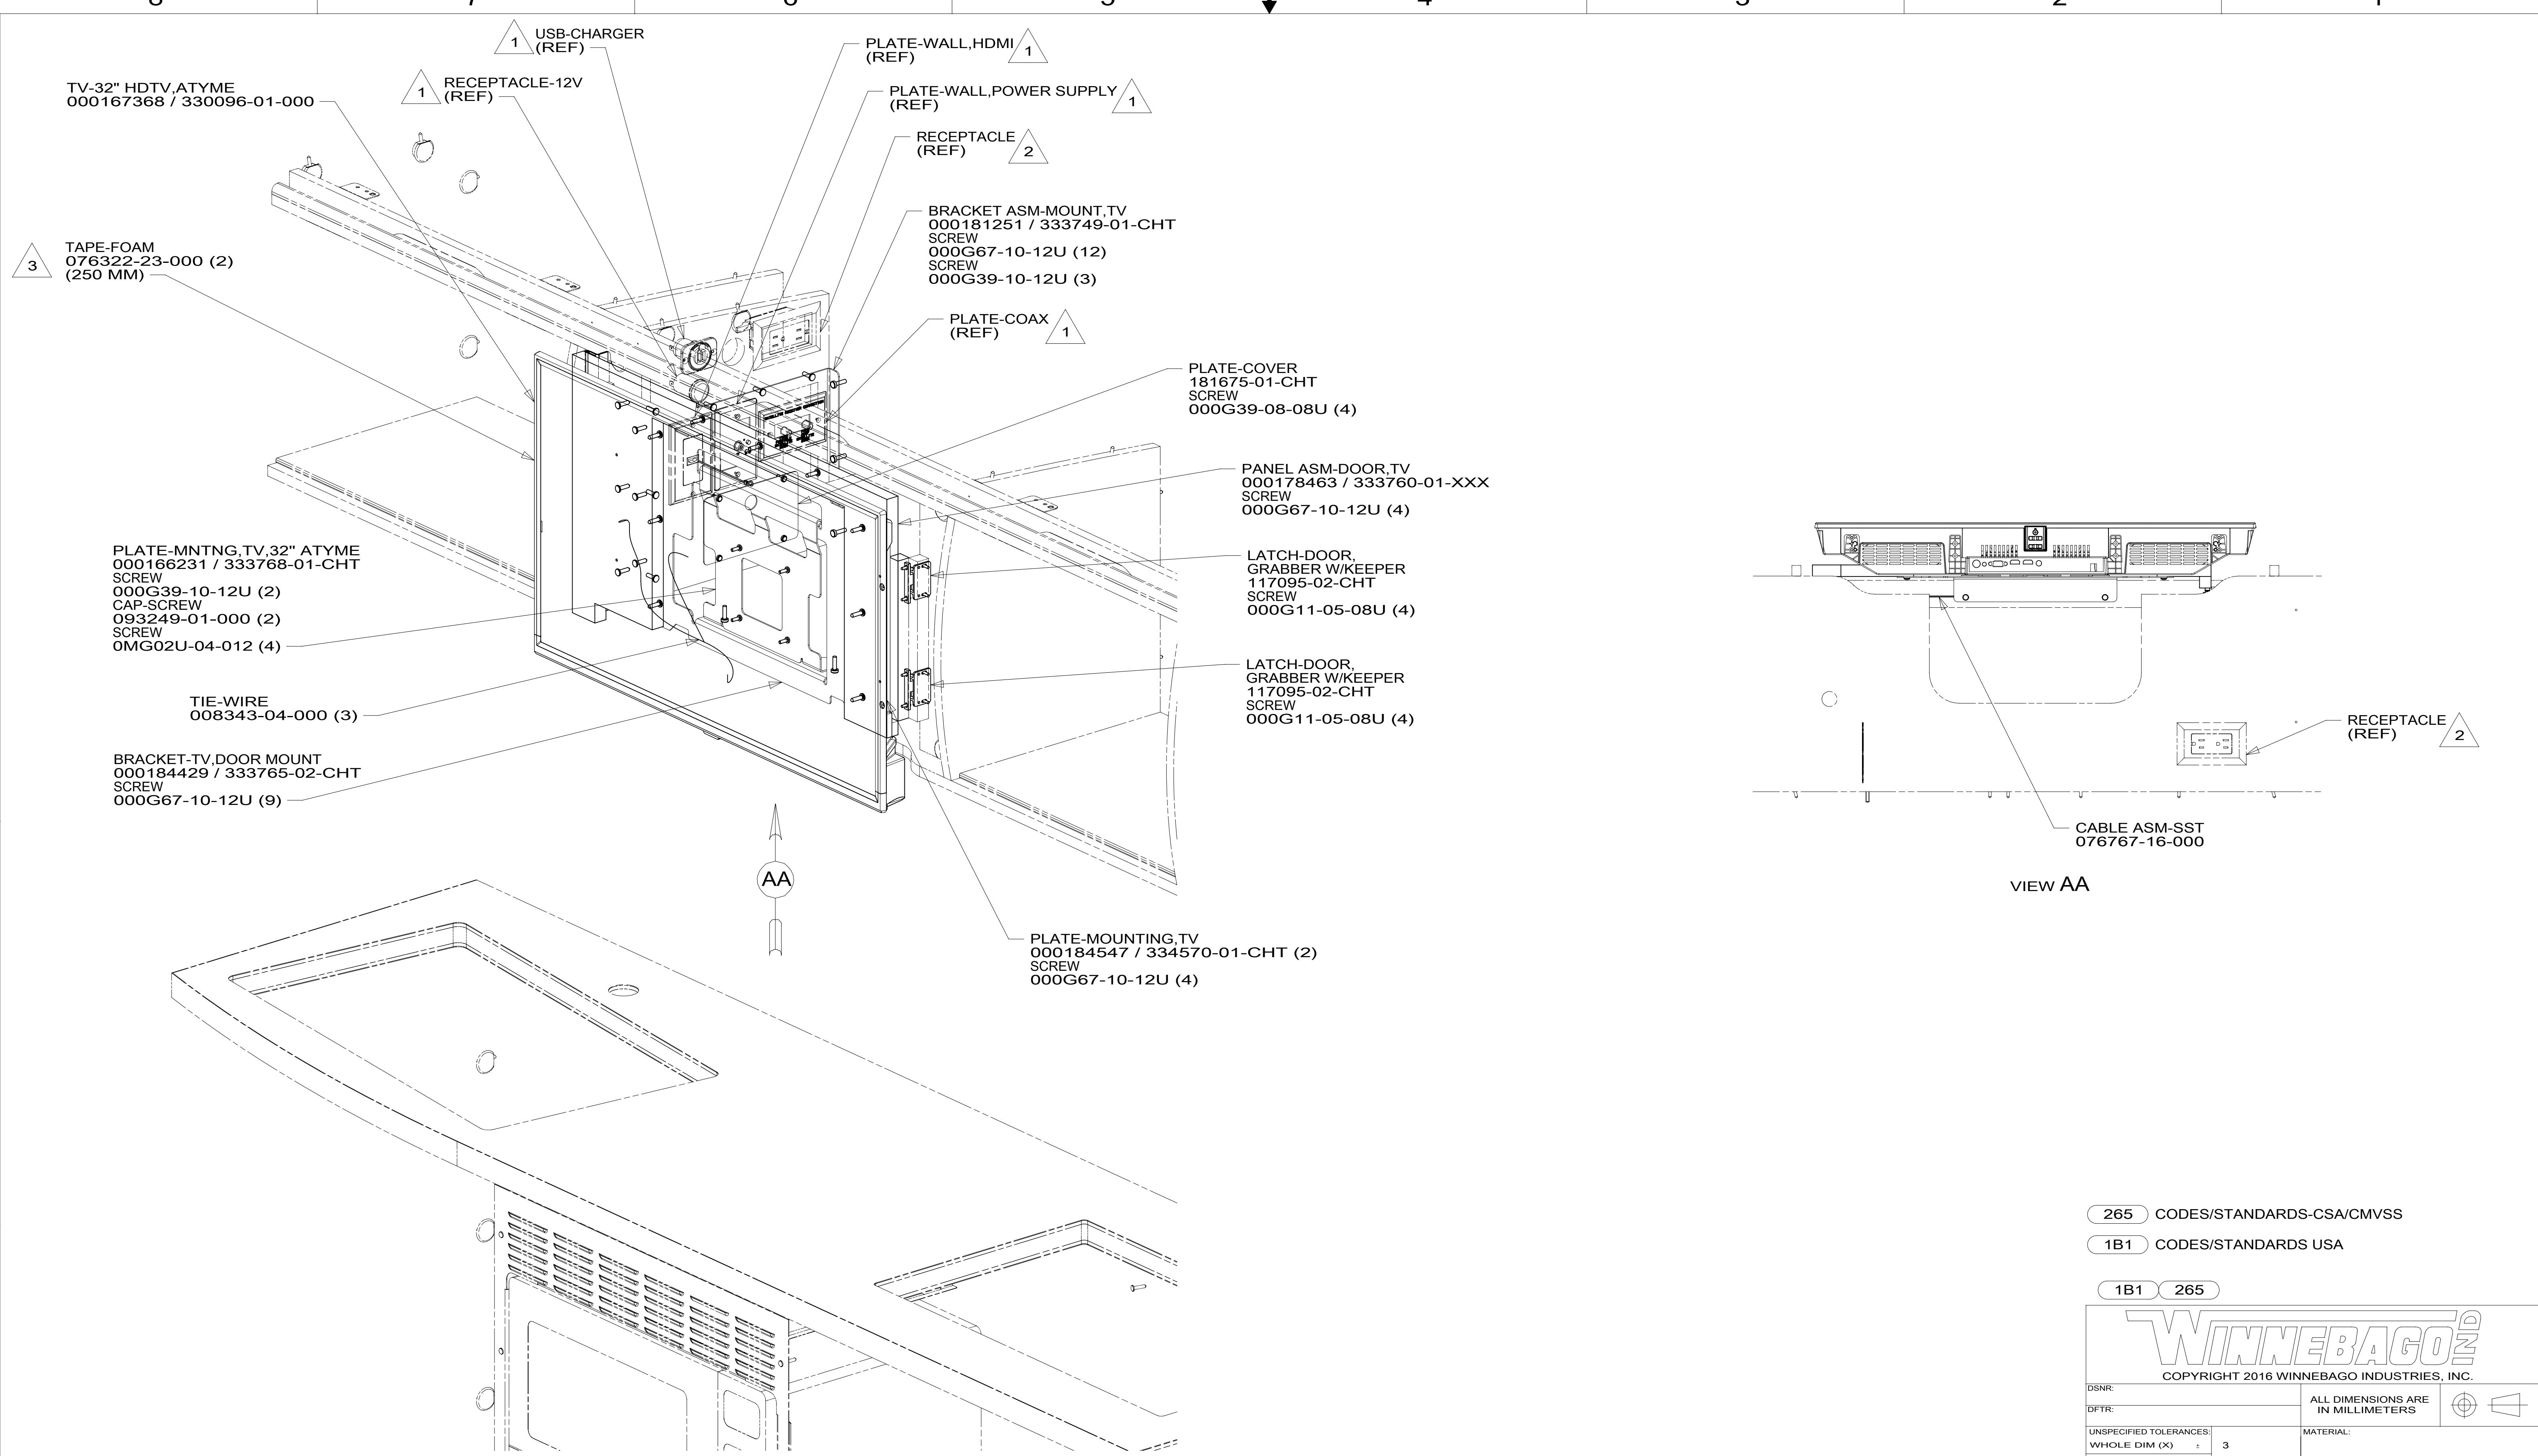 USB-CHARGER
(REF)
1
RECEPTACLE-12V
(REF)
1
PLATE-WALL,HDMI
(REF)
1
PLATE-WALL,POWER SUPPLY
(REF)
1
RECEPTACLE
(REF)
2
TV-32" HDTV,ATYME
000167368 / 330096-01-000
3
TAPE-FOAM
076322-23-000 (2)
(250 MM)
BRACKET ASM-MOUNT,TV
000181251 / 333749-01-CHT
SCREW
000G67-10-12U (12)
SCREW
000G39-10-12U (3)
PLATE-COAX
(REF)
1
PLATE-COVER
181675-01-CHT
SCREW
000G39-08-08U (4)
PANEL ASM-DOOR,TV
000178463 / 333760-01-XXX
SCREW
000G67-10-12U (4)
LATCH-DOOR,
GRABBER W/KEEPER
117095-02-CHT
SCREW
000G11-05-08U (4)
LATCH-DOOR,
GRABBER W/KEEPER
117095-02-CHT
SCREW
000G11-05-08U (4)
PLATE-MNTNG,TV,32" ATYME
000166231 / 333768-01-CHT
SCREW
000G39-10-12U (2)
CAP-SCREW
093249-01-000 (2)
SCREW
0MG02U-04-012 (4)
TIE-WIRE
008343-04-000 (3)
BRACKET-TV,DOOR MOUNT
000184429 / 333765-02-CHT
SCREW
000G67-10-12U (9)
AA
PLATE-MOUNTING,TV
000184547 / 334570-01-CHT (2)
SCREW
000G67-10-12U (4)
RECEPTACLE
(REF)
2
CABLE ASM-SST
076767-16-000
VIEW AA
265 CODES/STANDARDS-CSA/CMVSS
1B1 CODES/STANDARDS USA
1B1 265
WINNEBAGO IND
COPYRIGHT 2016 WINNEBAGO INDUSTRIES, INC.
DSNR:
DFTR:
ALL DIMENSIONS ARE
IN MILLIMETERS
UNSPECIFIED TOLERANCES:
WHOLE DIM (X) ± 3
MATERIAL: